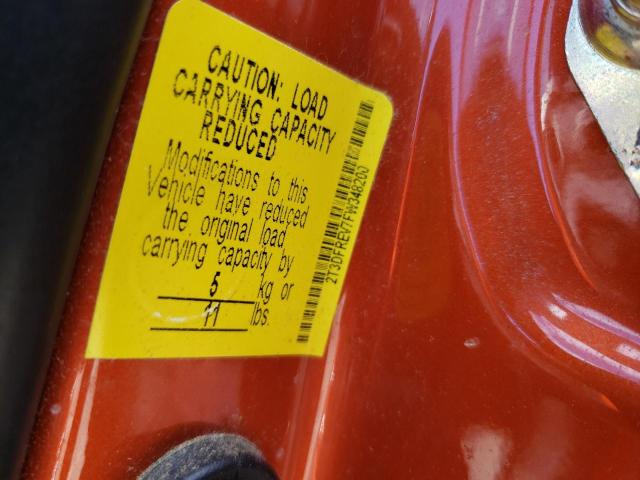 CAUTION: LOAD
CARRYING CAPACITY
REDUCED
Modifications to this
Vehicle have reduced
the original load
carrying capacity by
5 kg or
11 lbs.
2T3DFREV7FW348200